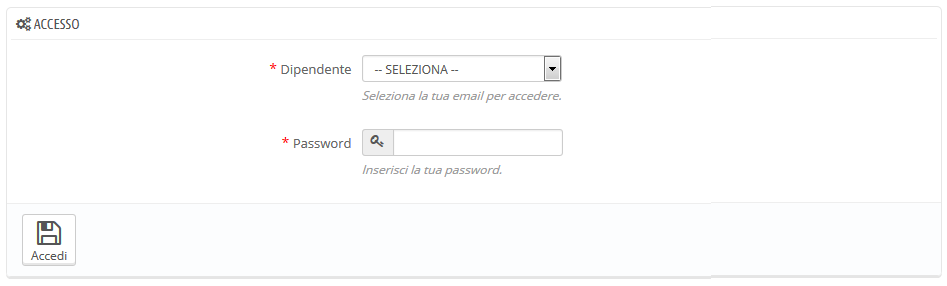 ACCESSO
* Dipendente
-- SELEZIONA --
Seleziona la tua email per accedere.
* Password
Inserisci la tua password.
Accedi